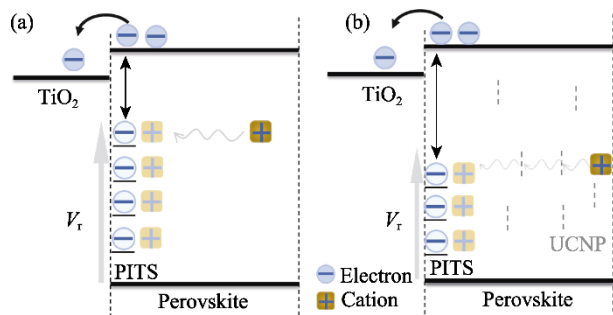 (a)
TiO₂
Vᵣ
PITS
Perovskite
(b)
TiO₂
Vᵣ
PITS
UCNP
Perovskite
Electron
Cation